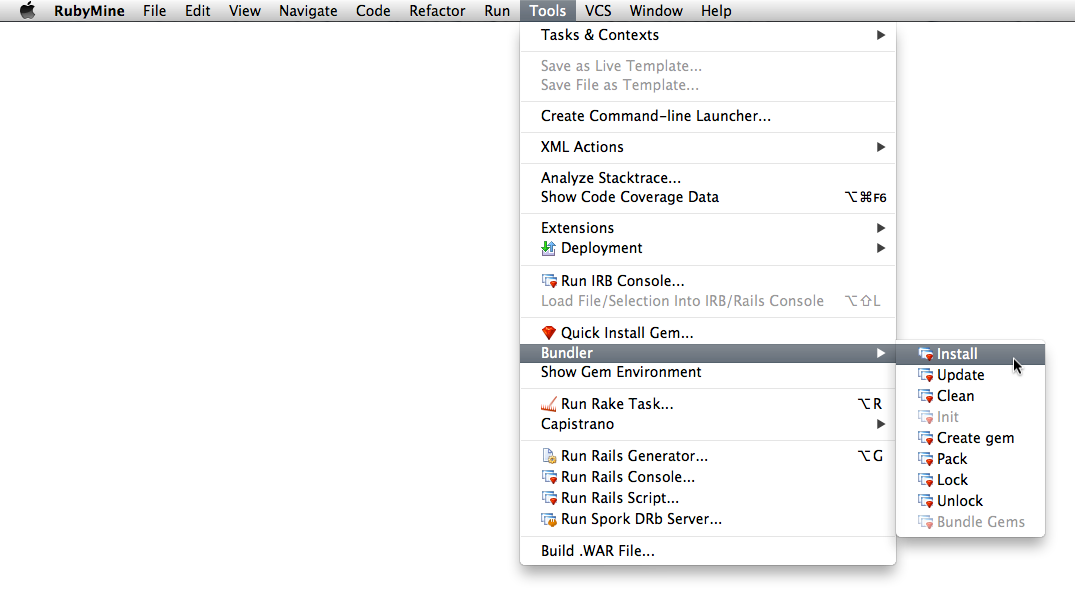 RubyMine File Edit View Navigate Code Refactor Run Tools VCS Window Help
Tasks & Contexts
Save as Live Template...
Save File as Template...
Create Command-line Launcher...
XML Actions
Analyze Stacktrace...
Show Code Coverage Data ⌥⌘F6
Extensions
Deployment
Run IRB Console...
Load File/Selection Into IRB/Rails Console ⌥⇧L
Quick Install Gem...
Bundler
Show Gem Environment
Run Rake Task... ⌥R
Capistrano
Run Rails Generator... ⌥G
Run Rails Console...
Run Rails Script...
Run Spork DRb Server...
Build .WAR File...
Install
Update
Clean
Init
Create gem
Pack
Lock
Unlock
Bundle Gems